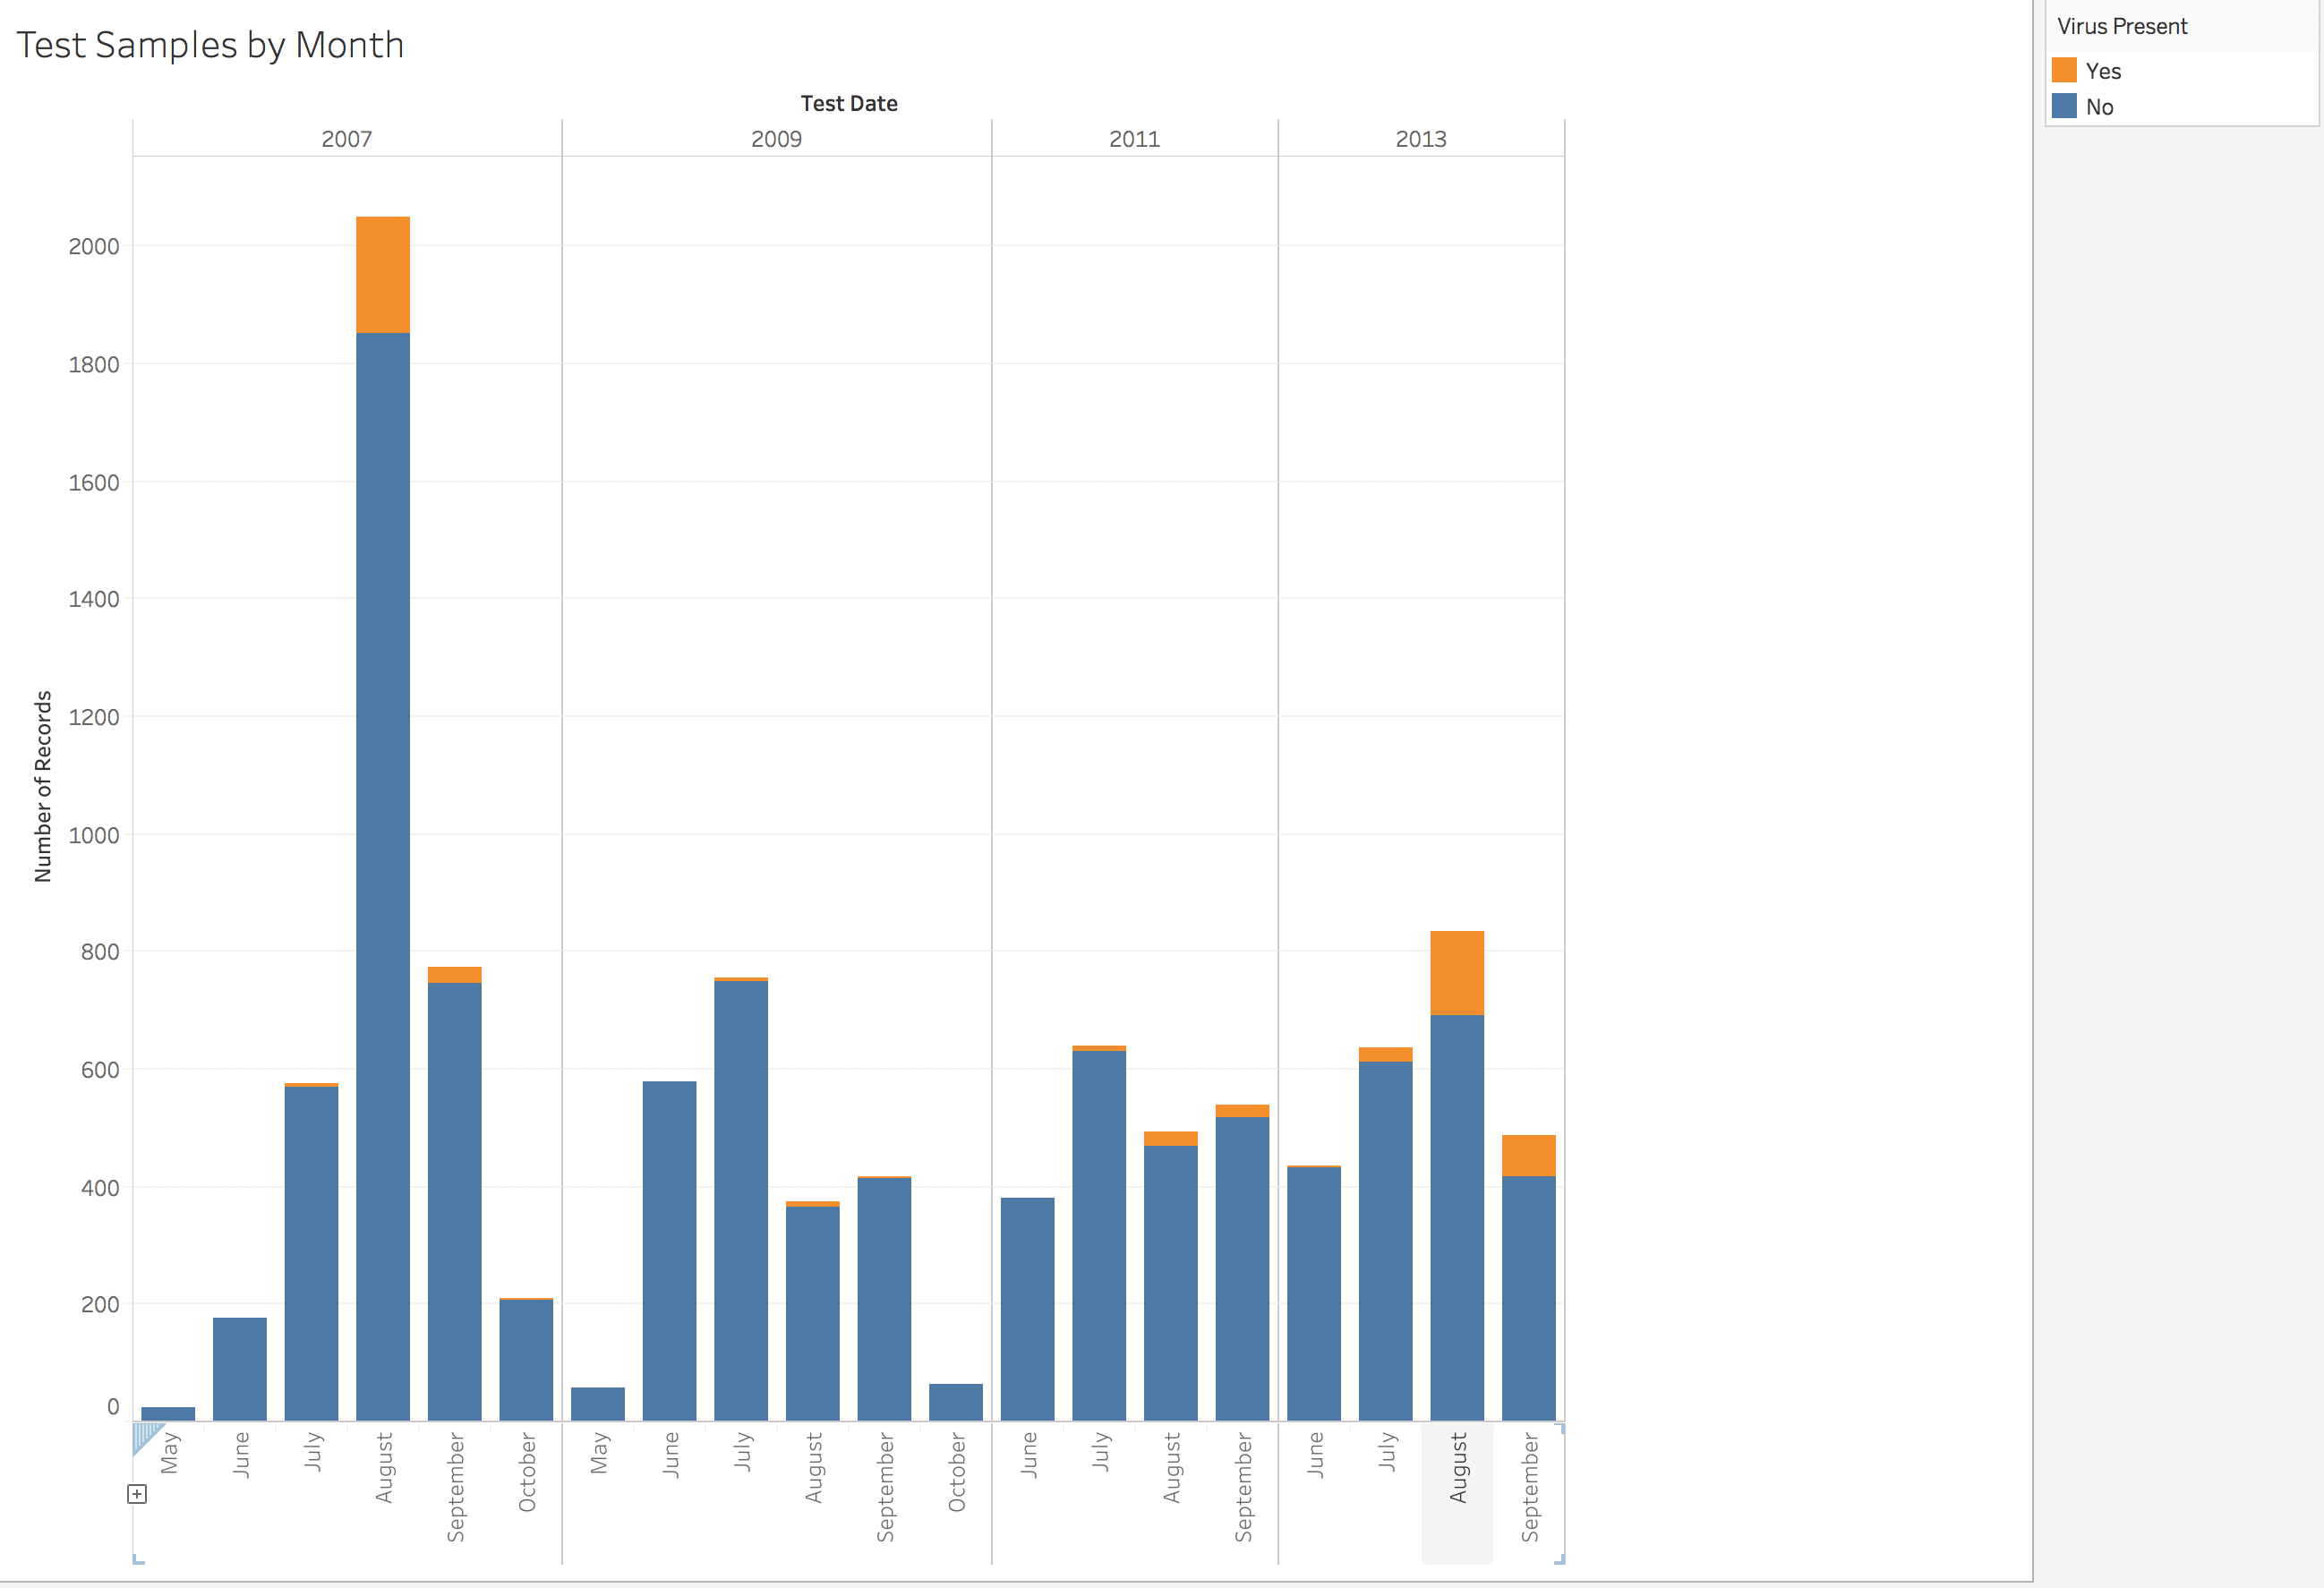 Test Samples by Month
Virus Present
Yes
No
Test Date
2007 2009 2011 2013
Number of Records
2000
1800
1600
1400
1200
1000
800
600
400
200
0
May June July August September October May June July August September October June July August September June July August September